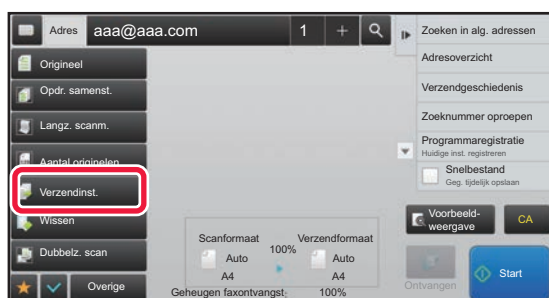 Adres aaa@aaa.com 1 +
Origineel
Opdr. samenst.
Langz. scanm.
Aantal originelen
Verzendinst.
Wissen
Dubbelz. scan
Overige
Scanformaat 100% Verzendformaat
Auto Auto
A4 A4
Geheugen faxontvangst: 100%
Zoeken in alg. adressen
Adresoverzicht
Verzendgeschiedenis
Zoeknummer oproepen
Programmaregistratie
Huidige inst. registreren
Snelbestand
Geg. tijdelijk opslaan
Voorbeeld-
weergave
CA
Ontvangen
Start